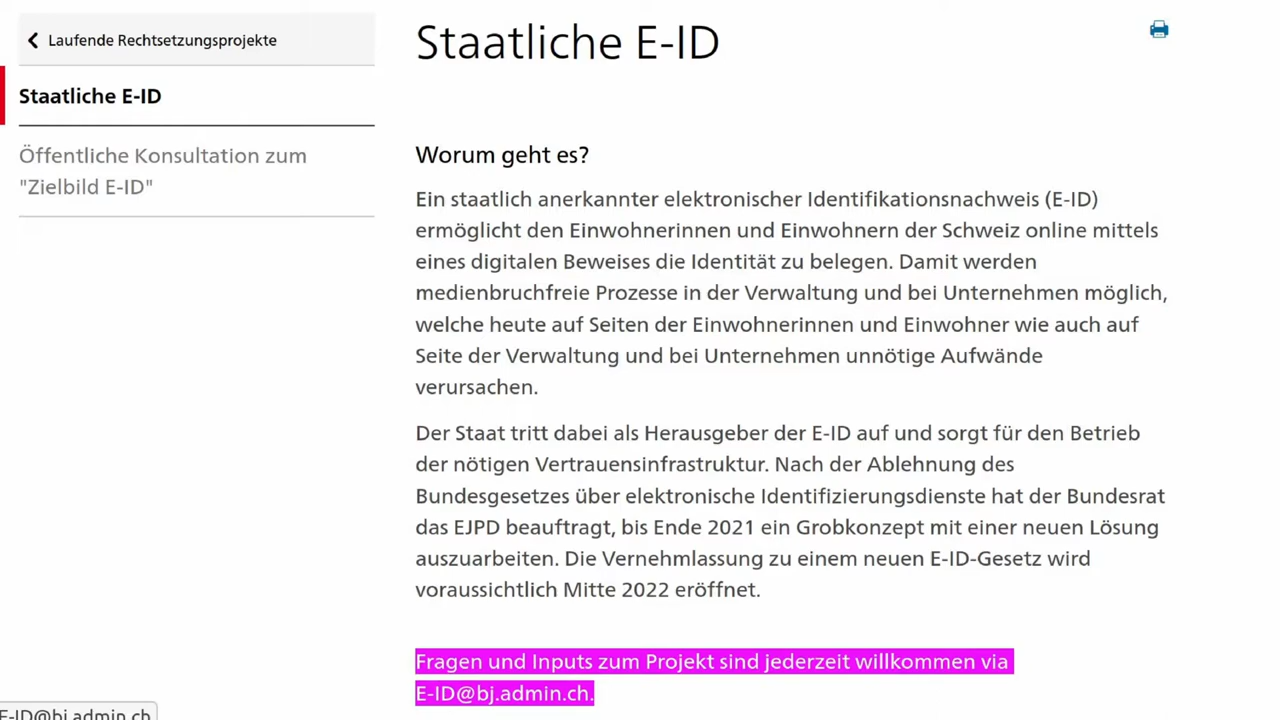 Laufende Rechtsetzungsprojekte
Staatliche E-ID
Öffentliche Konsultation zum
"Zielbild E-ID"
Staatliche E-ID
Worum geht es?
Ein staatlich anerkannter elektronischer Identifikationsnachweis (E-ID)
ermöglicht den Einwohnerinnen und Einwohnern der Schweiz online mittels
eines digitalen Beweises die Identität zu belegen. Damit werden
medienbruchfreie Prozesse in der Verwaltung und bei Unternehmen möglich,
welche heute auf Seiten der Einwohnerinnen und Einwohner wie auch auf
Seite der Verwaltung und bei Unternehmen unnötige Aufwände
verursachen.
Der Staat tritt dabei als Herausgeber der E-ID auf und sorgt für den Betrieb
der nötigen Vertrauensinfrastruktur. Nach der Ablehnung des
Bundesgesetzes über elektronische Identifizierungsdienste hat der Bundesrat
das EJPD beauftragt, bis Ende 2021 ein Grobkonzept mit einer neuen Lösung
auszuarbeiten. Die Vernehmlassung zu einem neuen E-ID-Gesetz wird
voraussichtlich Mitte 2022 eröffnet.
Fragen und Inputs zum Projekt sind jederzeit willkommen via
E-ID@bj.admin.ch.
E-ID@bj.admin.ch